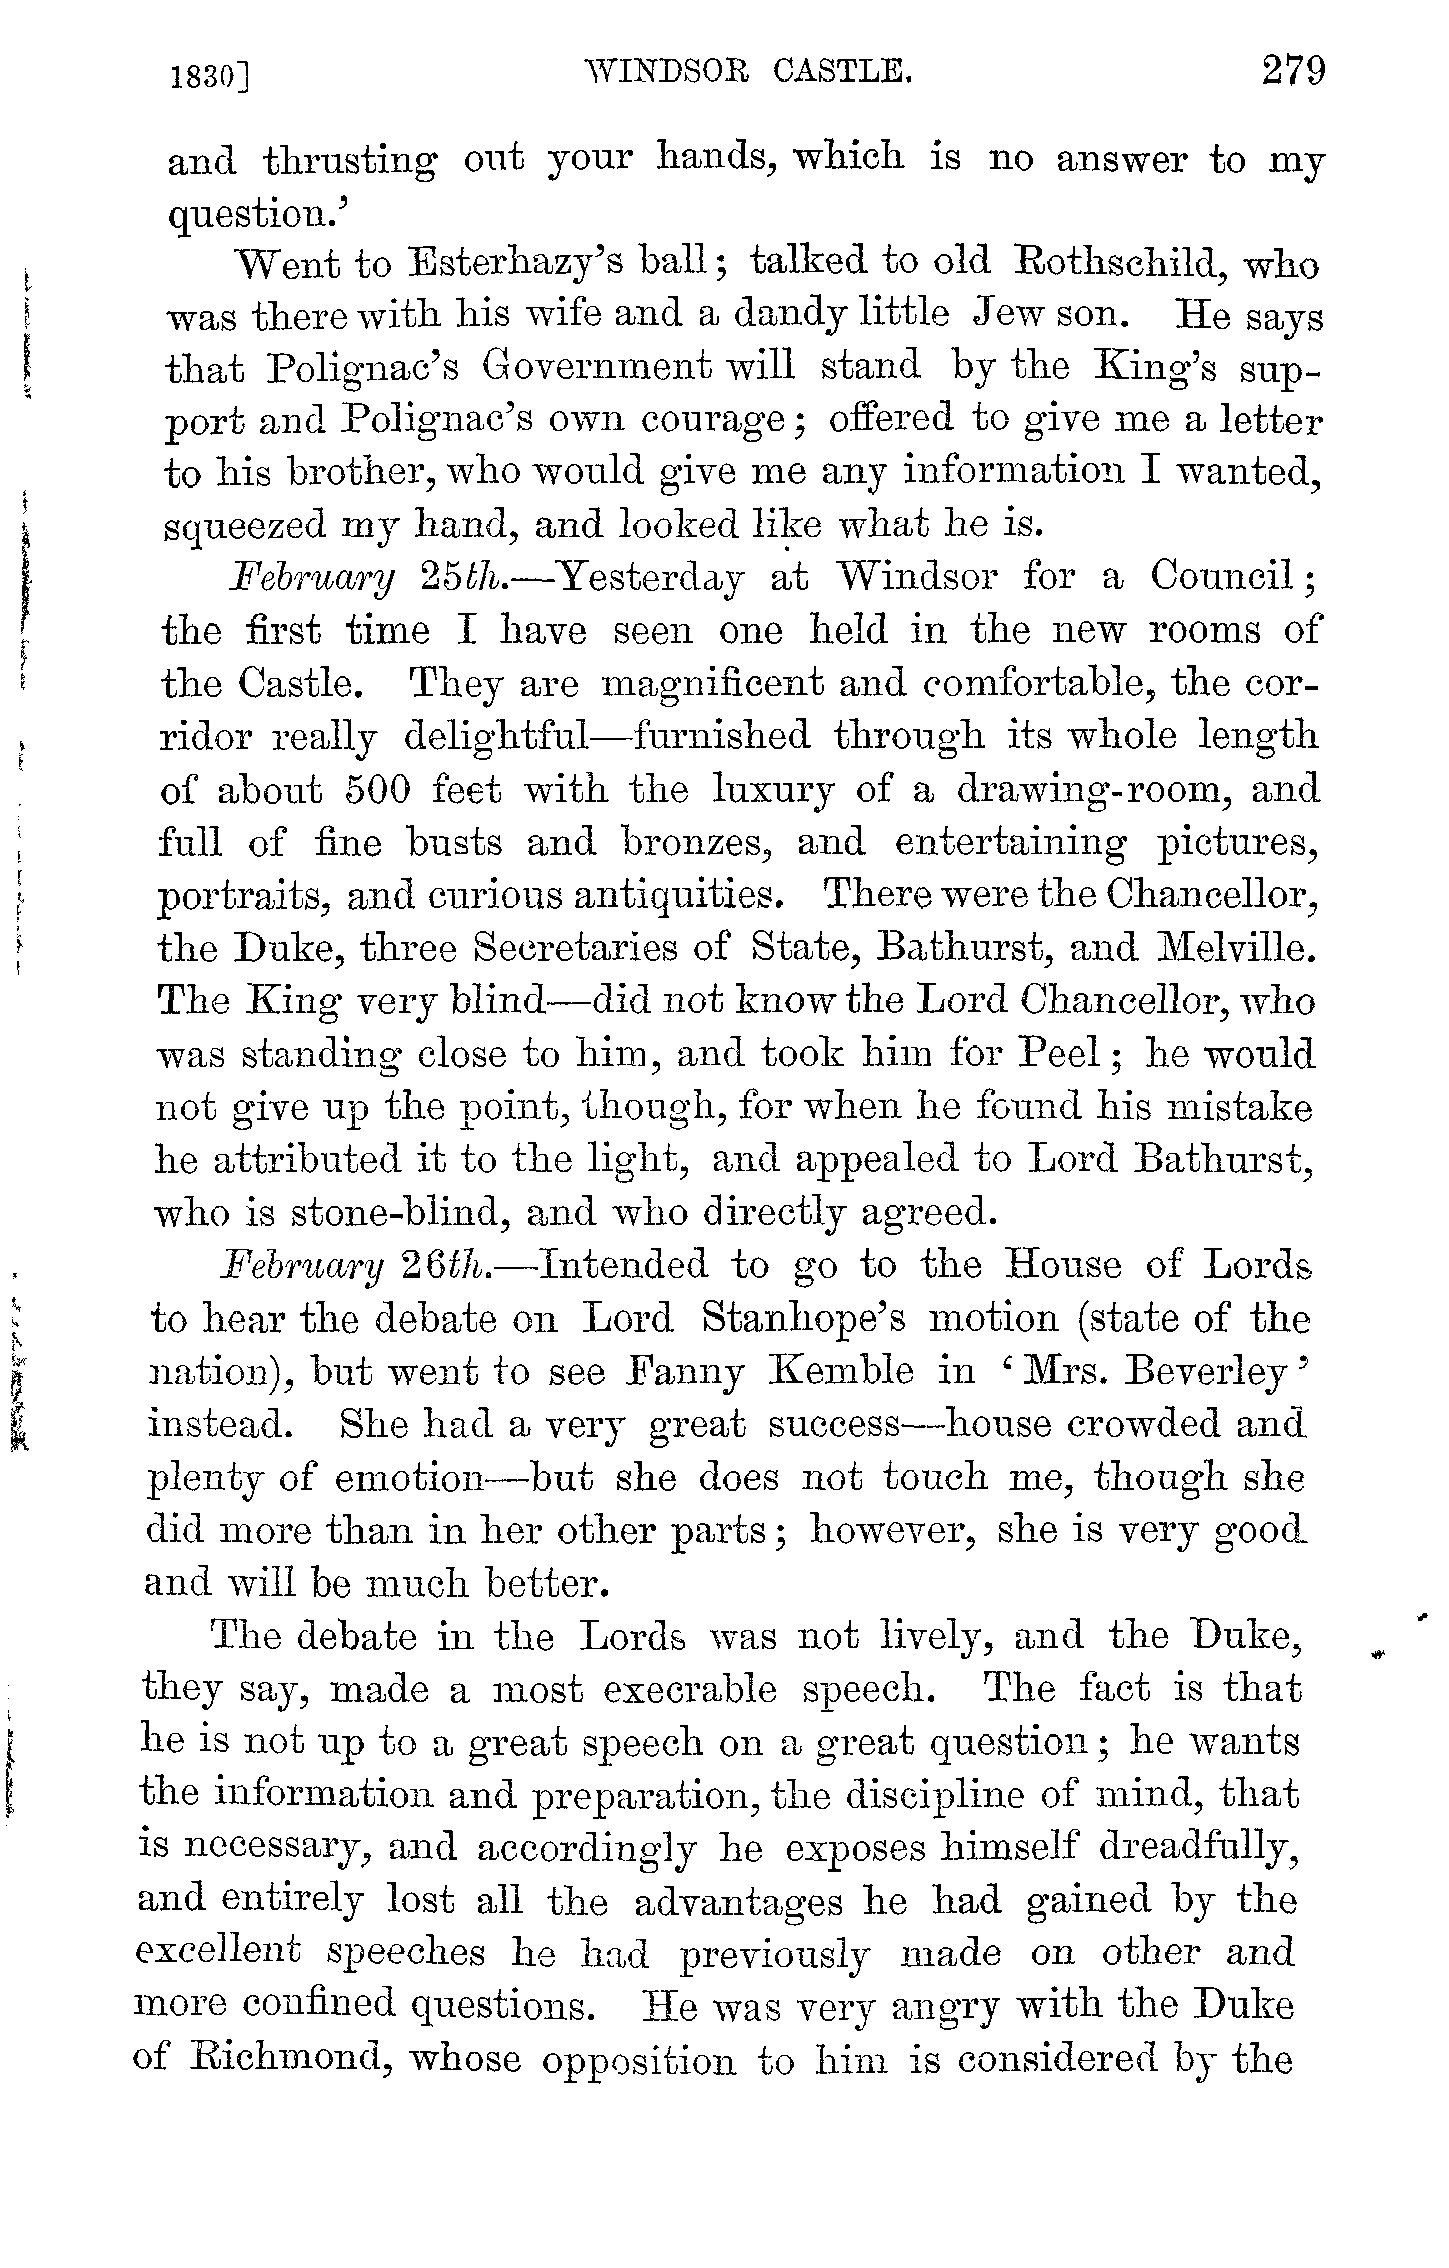 1830] WINDSOR CASTLE. 279
and thrusting out your hands, which is no answer to my
question.’
Went to Esterhazy’s ball; talked to old Rothschild, who
was there with his wife and a dandy little Jew son. He says
that Polignac’s Government will stand by the King’s sup-
port and Polignac’s own courage; offered to give me a letter
to his brother, who would give me any information I wanted,
squeezed my hand, and looked like what he is.
February 25th.—Yesterday at Windsor for a Council;
the first time I have seen one held in the new rooms of
the Castle. They are magnificent and comfortable, the cor-
ridor really delightful—furnished through its whole length
of about 500 feet with the luxury of a drawing-room, and
full of fine busts and bronzes, and entertaining pictures,
portraits, and curious antiquities. There were the Chancellor,
the Duke, three Secretaries of State, Bathurst, and Melville.
The King very blind—did not know the Lord Chancellor, who
was standing close to him, and took him for Peel; he would
not give up the point, though, for when he found his mistake
he attributed it to the light, and appealed to Lord Bathurst,
who is stone-blind, and who directly agreed.
February 26th.—Intended to go to the House of Lords
to hear the debate on Lord Stanhope’s motion (state of the
nation), but went to see Fanny Kemble in ‘Mrs. Beverley’
instead. She had a very great success—house crowded and
plenty of emotion—but she does not touch me, though she
did more than in her other parts; however, she is very good
and will be much better.
The debate in the Lords was not lively, and the Duke,
they say, made a most execrable speech. The fact is that
he is not up to a great speech on a great question; he wants
the information and preparation, the discipline of mind, that
is necessary, and accordingly he exposes himself dreadfully,
and entirely lost all the advantages he had gained by the
excellent speeches he had previously made on other and
more confined questions. He was very angry with the Duke
of Richmond, whose opposition to him is considered by the